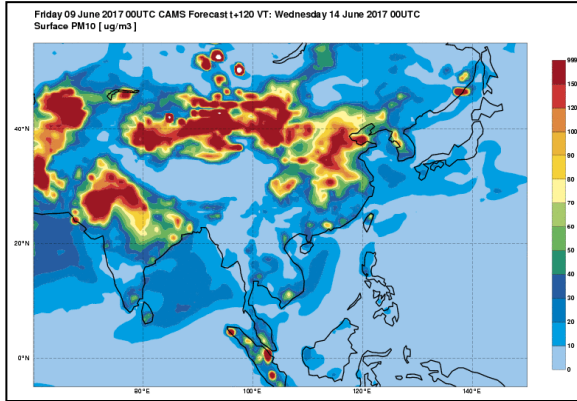 Friday 09 June 2017 00UTC CAMS Forecast t+120 VT: Wednesday 14 June 2017 00UTC
Surface PM10 [ ug/m3 ]
40°N
20°N
0°N
80°E
100°E
120°E
140°E
999
150
100
90
80
70
60
50
40
30
20
10
0